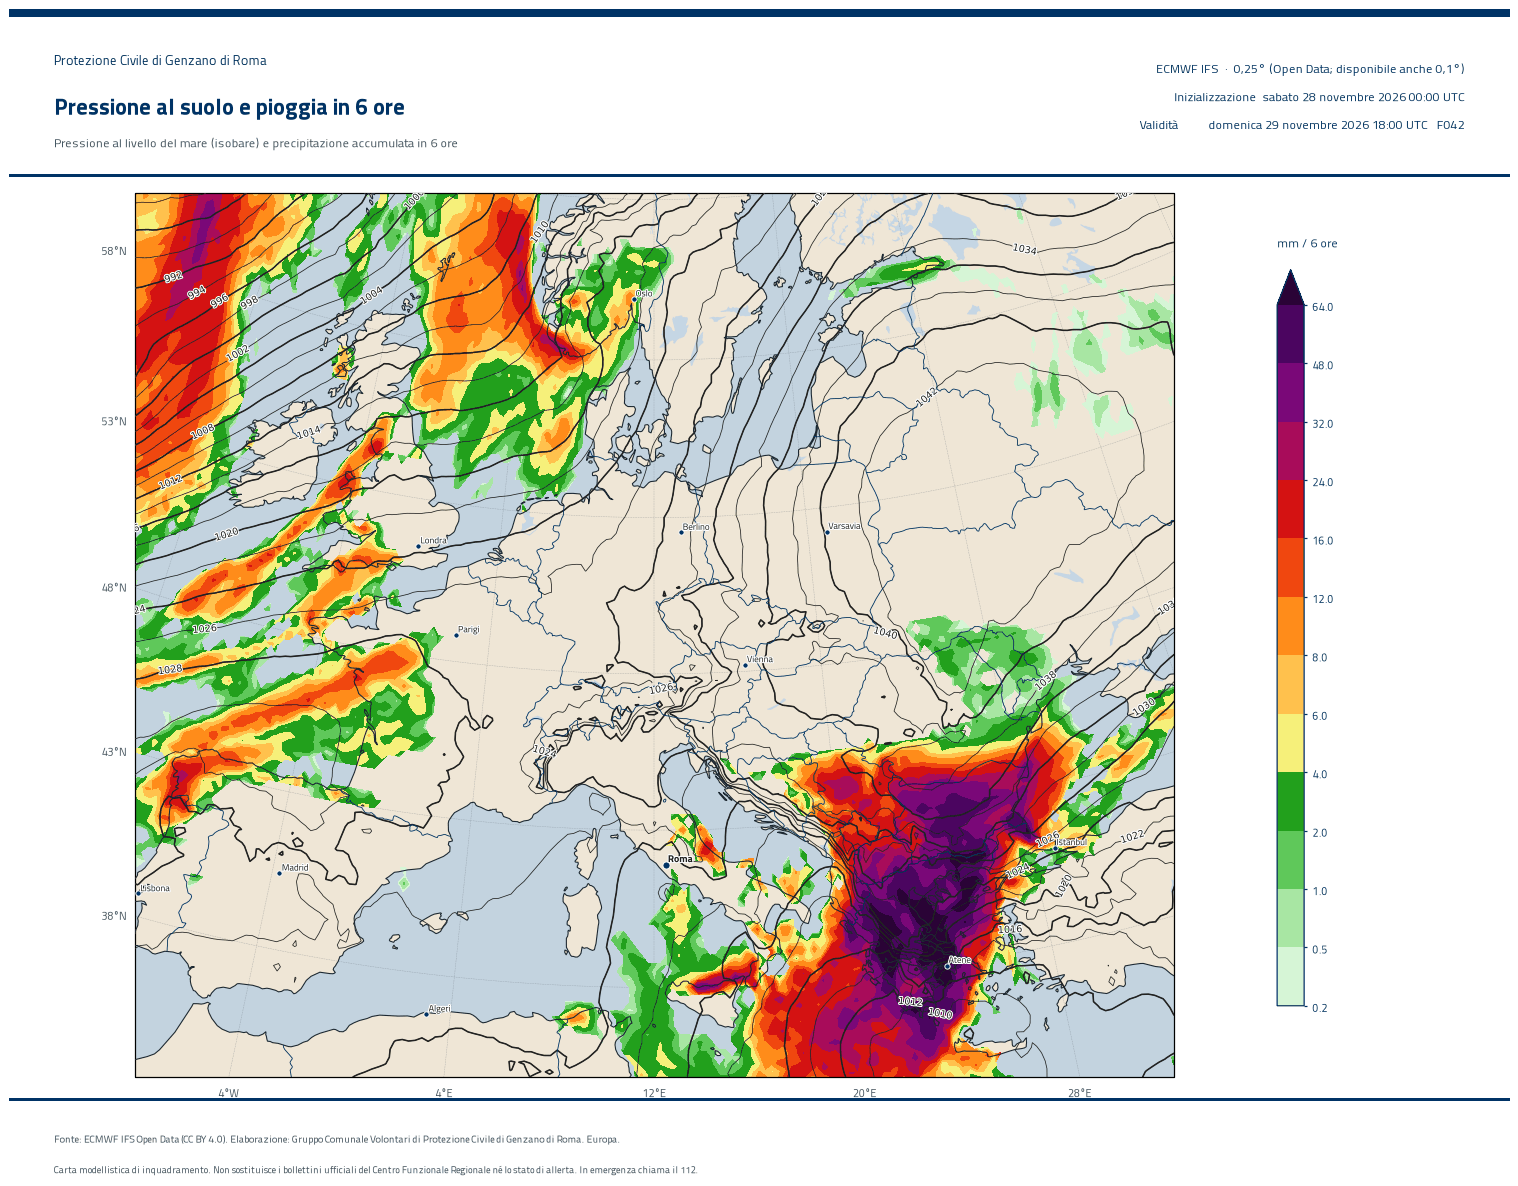 Protezione Civile di Genzano di Roma
Pressione al suolo e pioggia in 6 ore
Pressione al livello del mare (isobare) e precipitazione accumulata in 6 ore
ECMWF IFS · 0,25° (Open Data; disponibile anche 0,1°)
Inizializzazione sabato 28 novembre 2026 00:00 UTC
Validità domenica 29 novembre 2026 18:00 UTC F042
58°N
53°N
48°N
43°N
38°N
4°W
4°E
12°E
20°E
28°E
992
994
996
998
1002
1004
1010
1008
1014
1012
1020
1026
1028
1034
1042
1040
1038
1030
1026
1024
1026
1024
1022
1020
1016
1012
1010
Oslo
Londra
Berlino
Varsavia
Parigi
Vienna
Madrid
Lisbona
Roma
Istanbul
Atene
Algeri
mm / 6 ore
64.0
48.0
32.0
24.0
16.0
12.0
8.0
6.0
4.0
2.0
1.0
0.5
0.2
Fonte: ECMWF IFS Open Data (CC BY 4.0). Elaborazione: Gruppo Comunale Volontari di Protezione Civile di Genzano di Roma. Europa.
Carta modellistica di inquadramento. Non sostituisce i bollettini ufficiali del Centro Funzionale Regionale né lo stato di allerta. In emergenza chiama il 112.